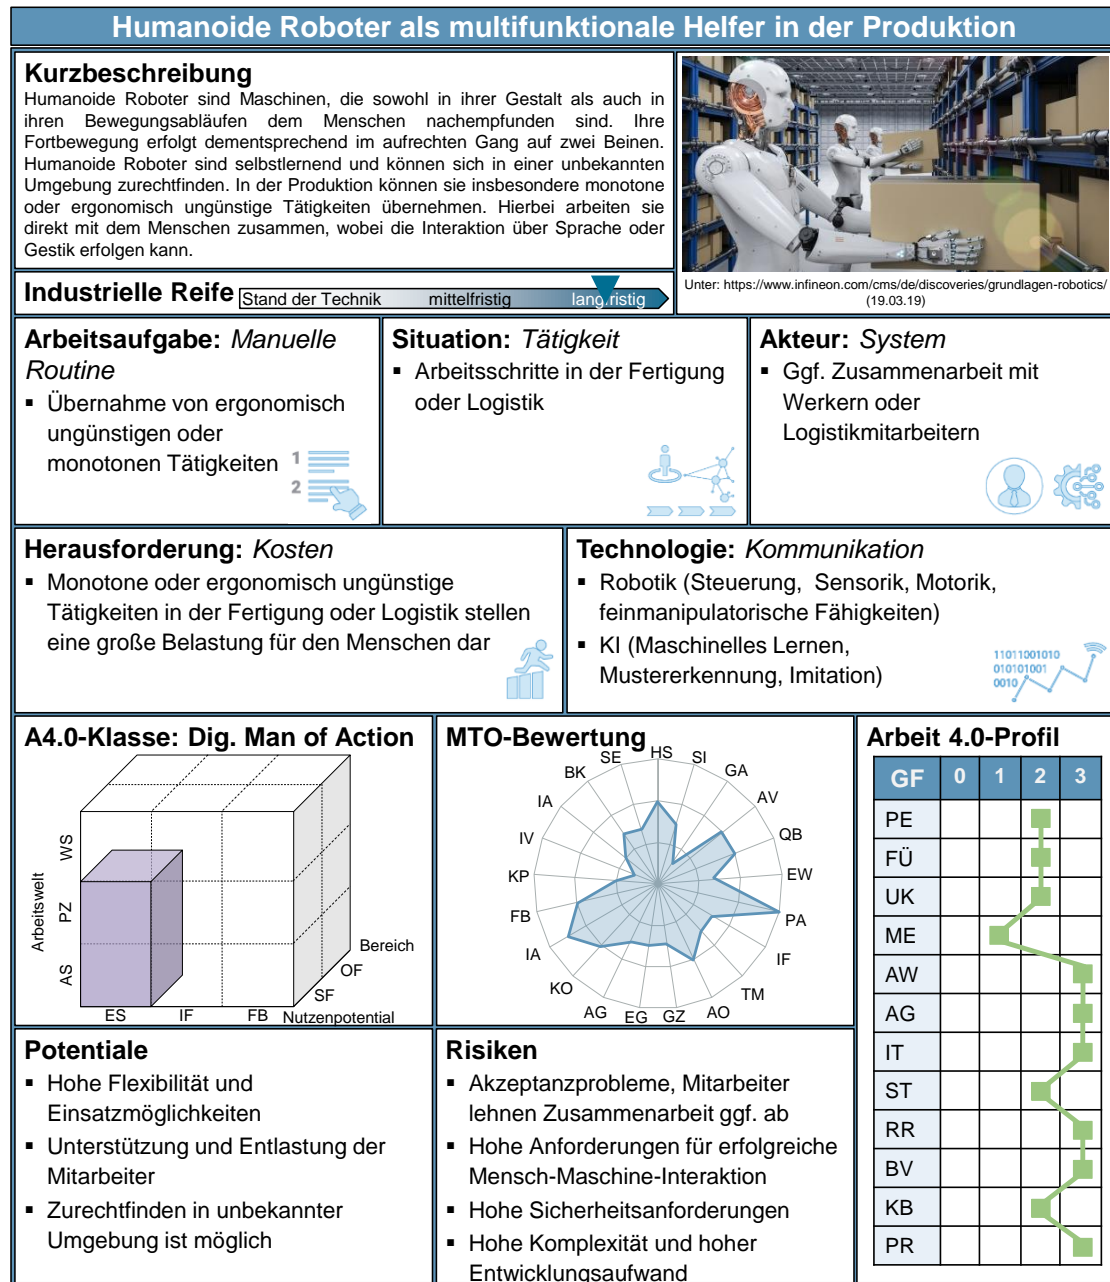 Humanoide Roboter als multifunktionale Helfer in der Produktion
Kurzbeschreibung
Humanoide Roboter sind Maschinen, die sowohl in ihrer Gestalt als auch in
ihren Bewegungsabläufen dem Menschen nachempfunden sind. Ihre
Fortbewegung erfolgt dementsprechend im aufrechten Gang auf zwei Beinen.
Humanoide Roboter sind selbstlernend und können sich in einer unbekannten
Umgebung zurechtfinden. In der Produktion können sie insbesondere monotone
oder ergonomisch ungünstige Tätigkeiten übernehmen. Hierbei arbeiten sie
direkt mit dem Menschen zusammen, wobei die Interaktion über Sprache oder
Gestik erfolgen kann.
Unter: https://www.infineon.com/cms/de/discoveries/grundlagen-robotics/
(19.03.19)
Industrielle Reife
Stand der Technik mittelfristig langfristig
Arbeitsaufgabe: Manuelle
Routine
▪ Übernahme von ergonomisch
ungünstigen oder
monotonen Tätigkeiten
1
2
Situation: Tätigkeit
▪ Arbeitsschritte in der Fertigung
oder Logistik
Akteur: System
▪ Ggf. Zusammenarbeit mit
Werkern oder
Logistikmitarbeitern
Herausforderung: Kosten
▪ Monotone oder ergonomisch ungünstige
Tätigkeiten in der Fertigung oder Logistik stellen
eine große Belastung für den Menschen dar
Technologie: Kommunikation
▪ Robotik (Steuerung, Sensorik, Motorik,
feinmanipulatorische Fähigkeiten)
▪ KI (Maschinelles Lernen,
Mustererkennung, Imitation)
11011001010
010101001
0010
A4.0-Klasse: Dig. Man of Action
Arbeitswelt
WS
PZ
AS
ES IF FB Nutzenpotential
SF
OF
Bereich
MTO-Bewertung
HS
SI
GA
AV
QB
EW
PA
IF
TM
AO
GZ
EG
AG
KO
IA
FB
KP
IV
IA
BK
SE
Arbeit 4.0-Profil
GF 0 1 2 3
PE
FÜ
UK
ME
AW
AG
IT
ST
RR
BV
KB
PR
Potentiale
▪ Hohe Flexibilität und
Einsatzmöglichkeiten
▪ Unterstützung und Entlastung der
Mitarbeiter
▪ Zurechtfinden in unbekannter
Umgebung ist möglich
Risiken
▪ Akzeptanzprobleme, Mitarbeiter
lehnen Zusammenarbeit ggf. ab
▪ Hohe Anforderungen für erfolgreiche
Mensch-Maschine-Interaktion
▪ Hohe Sicherheitsanforderungen
▪ Hohe Komplexität und hoher
Entwicklungsaufwand